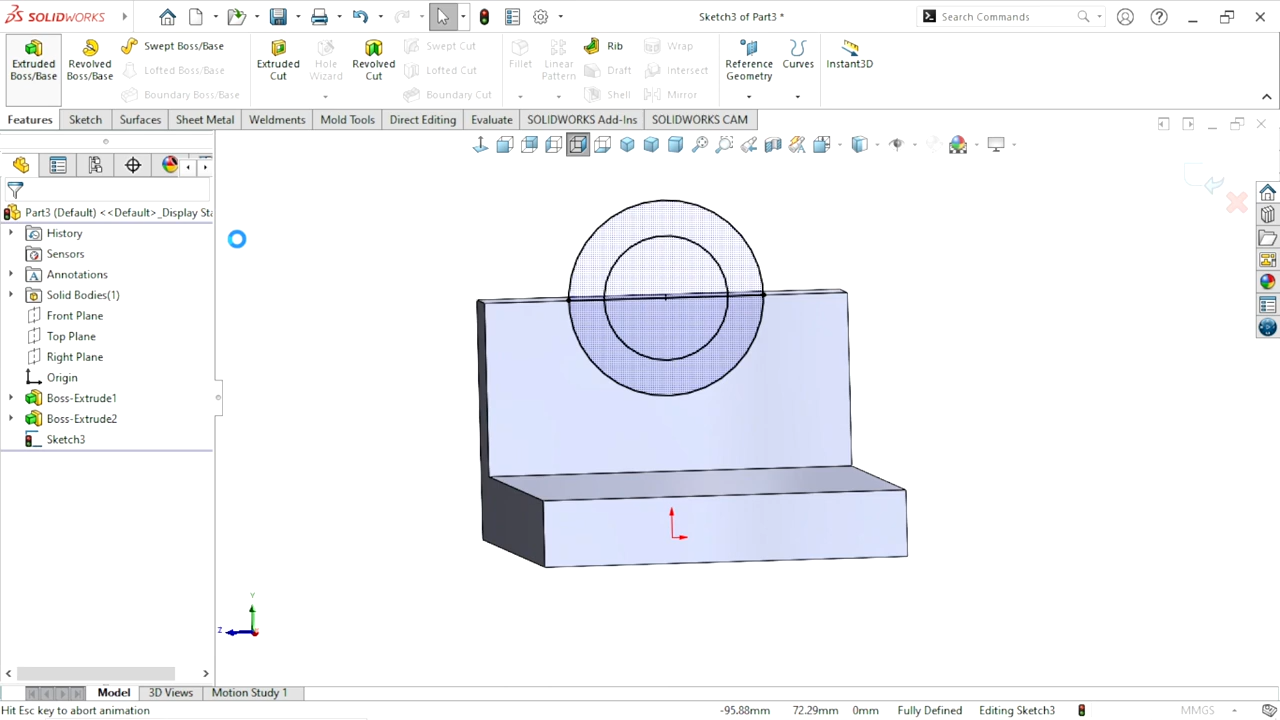 SOLIDWORKS
Sketch3 of Part3 *
Search Commands
Extruded Boss/Base
Revolved Boss/Base
Swept Boss/Base
Lofted Boss/Base
Boundary Boss/Base
Extruded Cut
Hole Wizard
Revolved Cut
Swept Cut
Lofted Cut
Boundary Cut
Fillet
Linear Pattern
Rib
Draft
Shell
Wrap
Intersect
Mirror
Reference Geometry
Curves
Instant3D
Features
Sketch
Surfaces
Sheet Metal
Weldments
Mold Tools
Direct Editing
Evaluate
SOLIDWORKS Add-Ins
SOLIDWORKS CAM
Part3 (Default) <<Default>_Display Sta
History
Sensors
Annotations
Solid Bodies(1)
Front Plane
Top Plane
Right Plane
Origin
Boss-Extrude1
Boss-Extrude2
Sketch3
Y
Z
Model
3D Views
Motion Study 1
Hit Esc key to abort animation
-95.88mm
72.29mm
0mm
Fully Defined
Editing Sketch3
MMGS